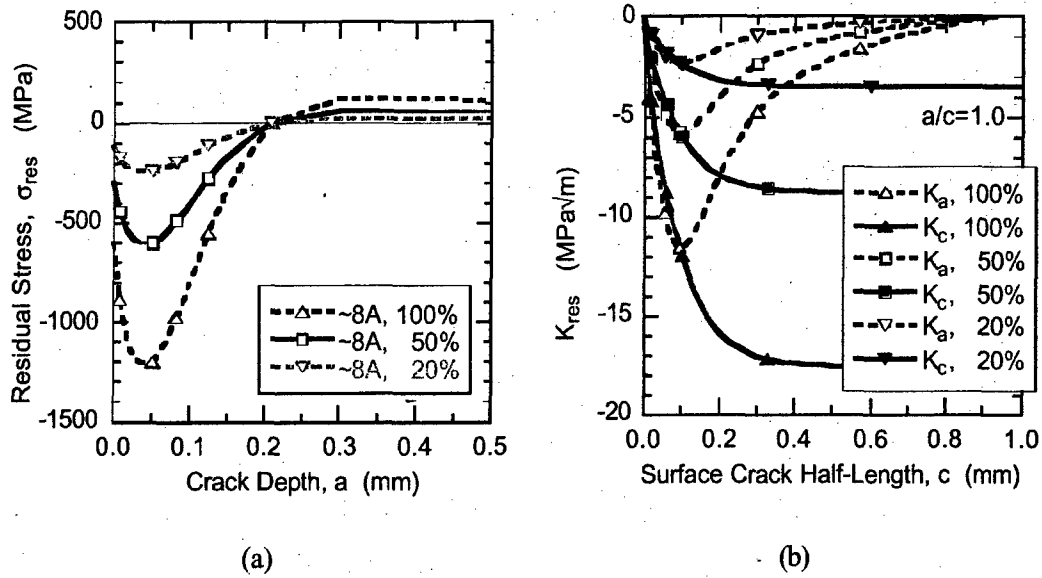 500
0
-500
-1000
-1500
Residual Stress, σres (MPa)
~8A, 100%
~8A, 50%
~8A, 20%
0.0 0.1 0.2 0.3 0.4 0.5
Crack Depth, a (mm)
(a)
0
-5
-10
-15
-20
Kres (MPa√m)
a/c=1.0
Ka, 100%
Kc, 100%
Ka, 50%
Kc, 50%
Ka, 20%
Kc, 20%
0.0 0.2 0.4 0.6 0.8 1.0
Surface Crack Half-Length, c (mm)
(b)